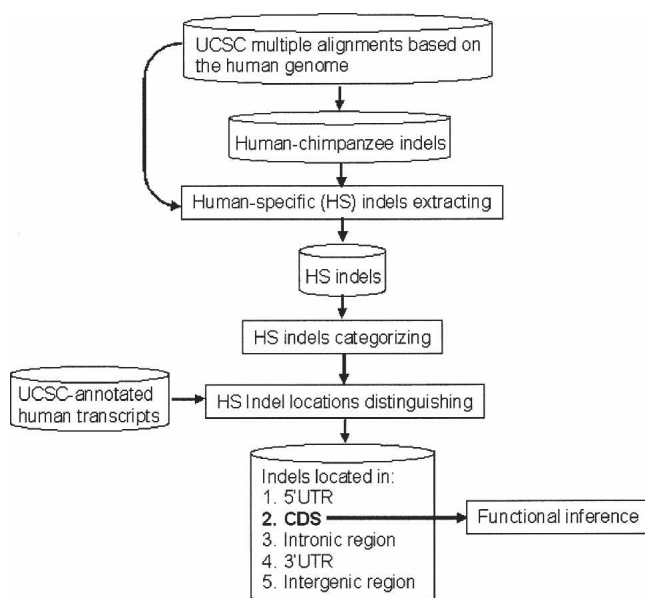 UCSC multiple alignments based on
the human genome
Human-chimpanzee indels
Human-specific (HS) indels extracting
HS indels
HS indels categorizing
UCSC-annotated
human transcripts
HS Indel locations distinguishing
Indels located in:
1. 5'UTR
2. CDS
3. Intronic region
4. 3'UTR
5. Intergenic region
Functional inference